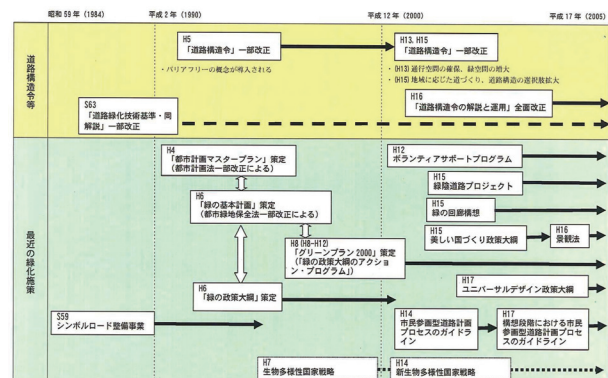 昭和 59 年 (1984)
平成 2 年 (1990)
平成 12 年 (2000)
平成 17 年 (2005)
道路構造令等
H5
「道路構造令」一部改正
・バリアフリーの概念が導入される
H13, H15
「道路構造令」一部改正
・(H13) 通行空間の確保、緑空間の増大
・(H15) 地域に応じた道づくり、道路構造の選択肢拡大
H16
「道路構造令の解説と運用」全面改正
S63
「道路緑化技術基準・同
解説」一部改正
最近の緑化施策
H4
「都市計画マスタープラン」策定
(都市計画法一部改正による)
H6
「緑の基本計画」策定
(都市緑地保全法一部改正による)
H8 (H8~H12)
「グリーンプラン 2000」策定
(「緑の政策大綱のアクショ
ン・プログラム」)
H6
「緑の政策大綱」策定
S59
シンボルロード整備事業
H7
生物多様性国家戦略
H12
ボランティアサポートプログラム
H15
緑陰道路プロジェクト
H15
緑の回廊構想
H15
美しい国づくり政策大綱
H16
景観法
H17
ユニバーサルデザイン政策大綱
H14
市民参画型道路計画
プロセスのガイドラ
イン
H17
構想段階における市民
参画型道路計画プロセ
スのガイドライン
H14
新生物多様性国家戦略